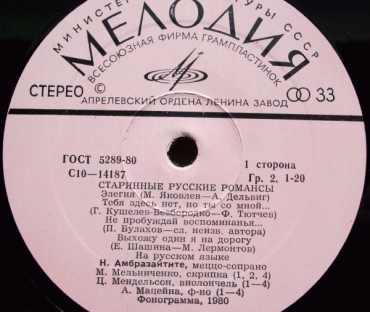 МИНИСТЕ УРЫ СССР
МЕЛОДИЯ
ВСЕСОЮЗНАЯ ФИРМА ГРАМПЛАСТИНОК
СТЕРЕО © 33
АПРЕЛЕВСКИЙ ОРДЕНА ЛЕНИНА ЗАВОД
ГОСТ 5289-80 1 сторона
С10—14187 Гр. 2, 1-20
СТАРИННЫЕ РУССКИЕ РОМАНСЫ
Элегия (М. Яковлев—А. Дельвиг)
Тебя здесь нет, но ты со мной...
(Г. Кушелев-Безбородко—Ф. Тютчев)
Не пробуждай воспоминанья...
(П. Булахов—сл. неизв. автора)
Выхожу один я на дорогу
(Е. Шашина—М. Лермонтов)
На русском языке
Н. Амбразайтите, меццо-сопрано
М. Мельниченко, скрипка (1, 2, 4)
Ц. Мендельсон, виолончель (1—4)
А. Мацейна, ф-но (1—4)
Фонограмма, 1980